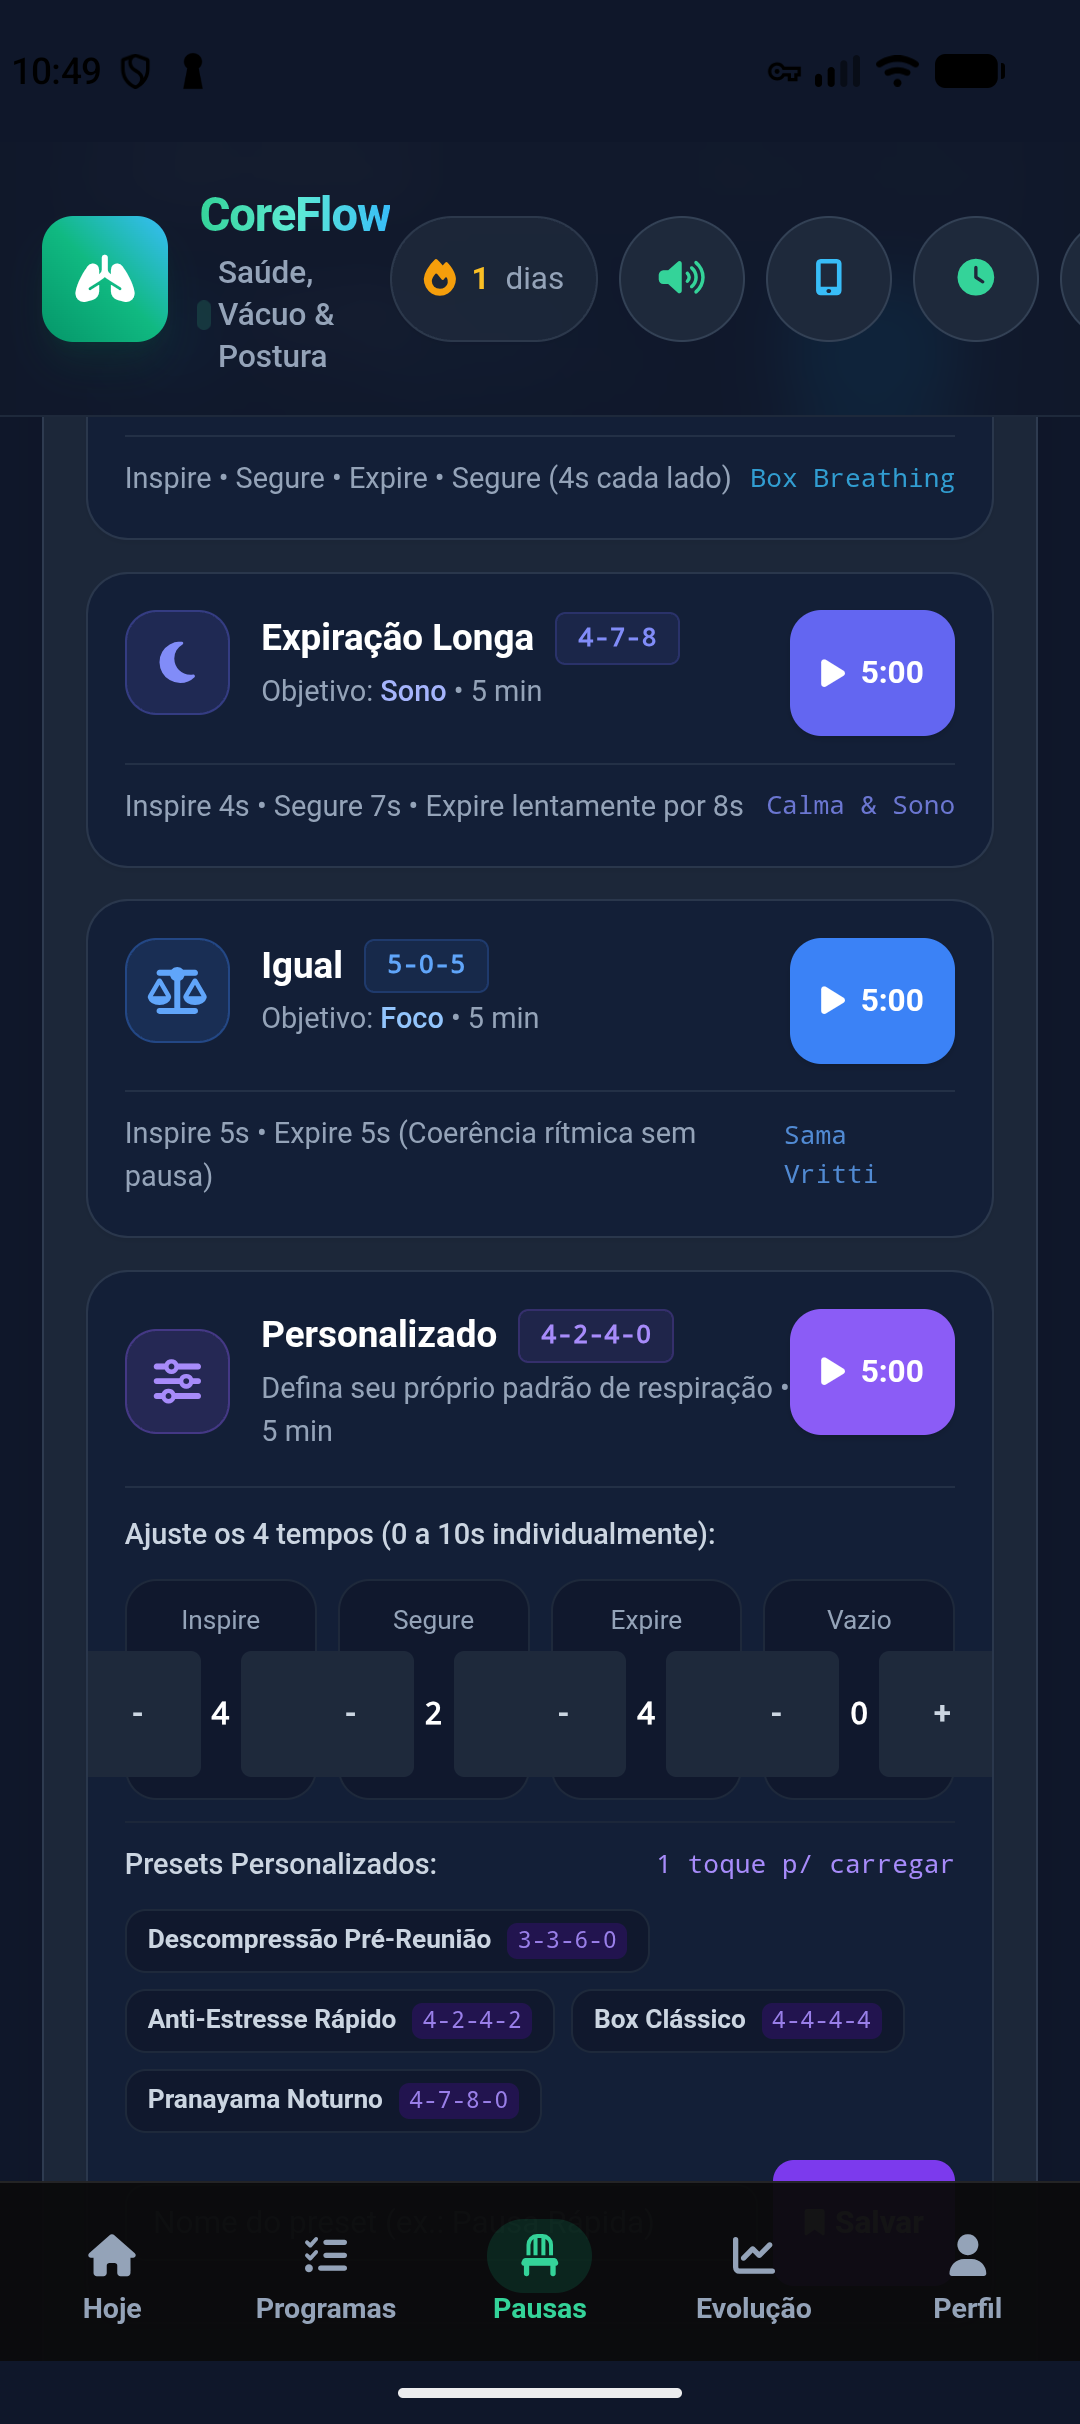 10:49
CoreFlow
Saúde,
Vácuo &
Postura
1 dias
Inspire • Segure • Expire • Segure (4s cada lado) Box Breathing
Expiração Longa 4-7-8
Objetivo: Sono • 5 min
5:00
Inspire 4s • Segure 7s • Expire lentamente por 8s Calma & Sono
Igual 5-0-5
Objetivo: Foco • 5 min
5:00
Inspire 5s • Expire 5s (Coerência rítmica sem
pausa)
Sama
Vritti
Personalizado 4-2-4-0
Defina seu próprio padrão de respiração •
5 min
5:00
Ajuste os 4 tempos (0 a 10s individualmente):
Inspire Segure Expire Vazio
- 4 - 2 - 4 - 0 +
Presets Personalizados: 1 toque p/ carregar
Descompressão Pré-Reunião 3-3-6-0
Anti-Estresse Rápido 4-2-4-2 Box Clássico 4-4-4-4
Pranayama Noturno 4-7-8-0
Nome do preset (ex.: Pausa Rápida) Salvar
Hoje Programas Pausas Evolução Perfil